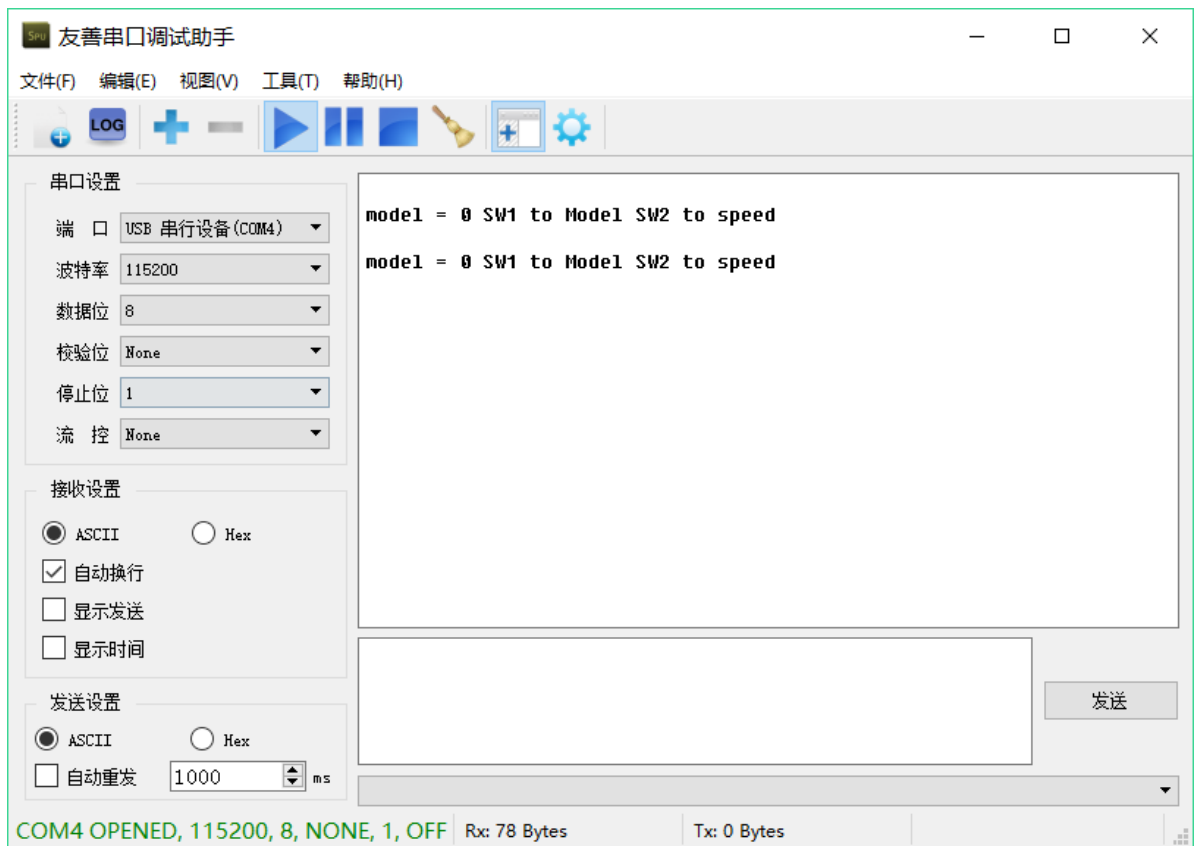 友善串口调试助手
文件(F) 编辑(E) 视图(V) 工具(T) 帮助(H)
LOG
串口设置
端 口 USB 串行设备(COM4)
波特率 115200
数据位 8
校验位 None
停止位 1
流 控 None
接收设置
ASCII Hex
自动换行
显示发送
显示时间
发送设置
ASCII Hex
自动重发 1000 ms
model = 0 SW1 to Model SW2 to speed
model = 0 SW1 to Model SW2 to speed
发送
COM4 OPENED, 115200, 8, NONE, 1, OFF Rx: 78 Bytes Tx: 0 Bytes